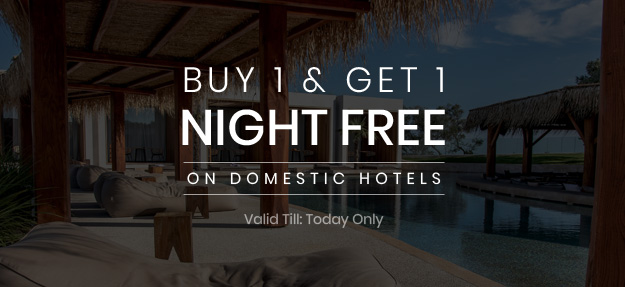 BUY 1 & GET 1
NIGHT FREE
ON DOMESTIC HOTELS
Valid Till: Today Only